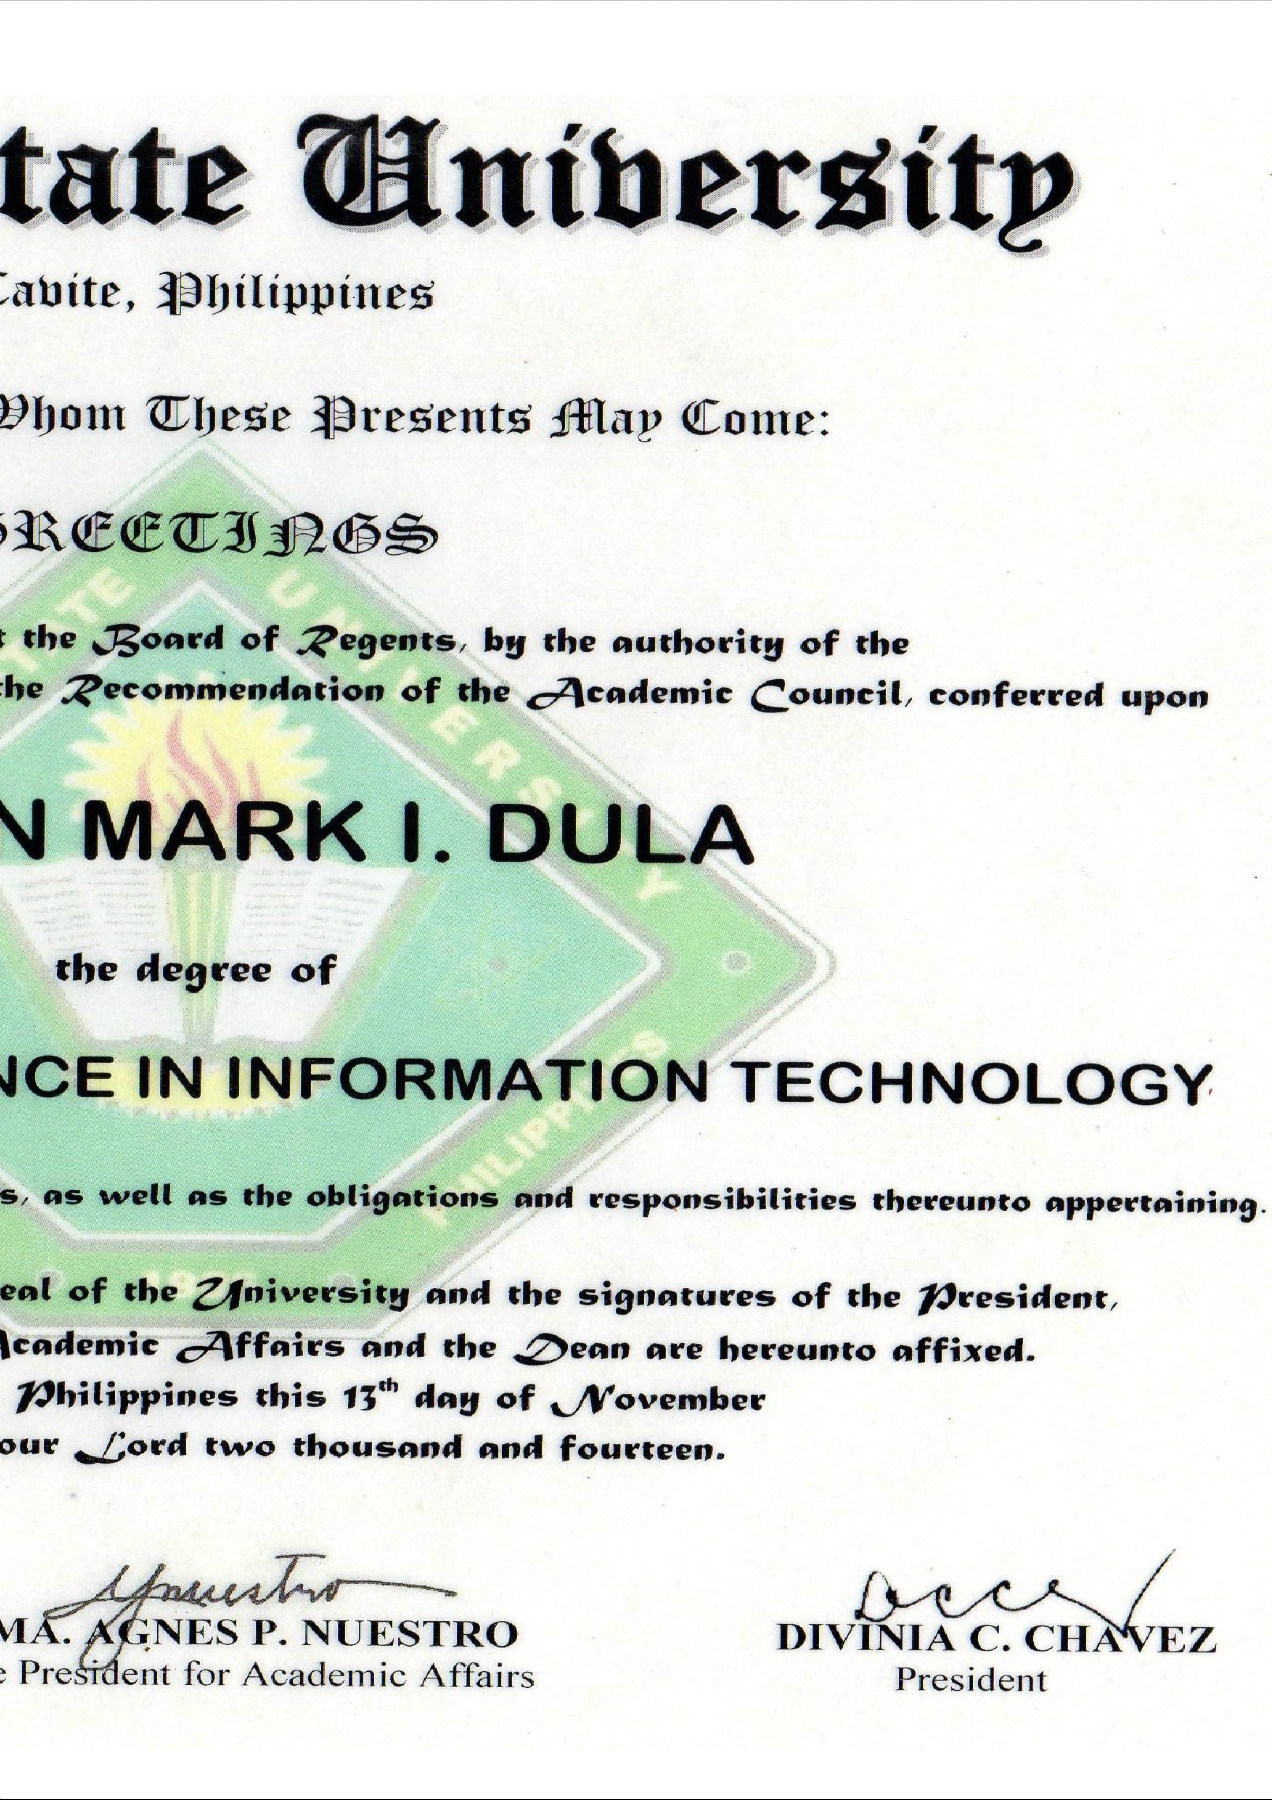 tate University
Cavite, Philippines
Whom These Presents May Come:
GREETINGS
STATE UNIVERSITY
the Board of Regents, by the authority of the
the Recommendation of the Academic Council, conferred upon
N MARK I. DULA
the degree of
NCE IN INFORMATION TECHNOLOGY
PHILIPPINES
s, as well as the obligations and responsibilities thereunto appertaining.
eal of the University and the signatures of the President,
Academic Affairs and the Dean are hereunto affixed.
Philippines this 13th day of November
our Lord two thousand and fourteen.
MA. AGNES P. NUESTRO
e President for Academic Affairs
DIVINIA C. CHAVEZ
President